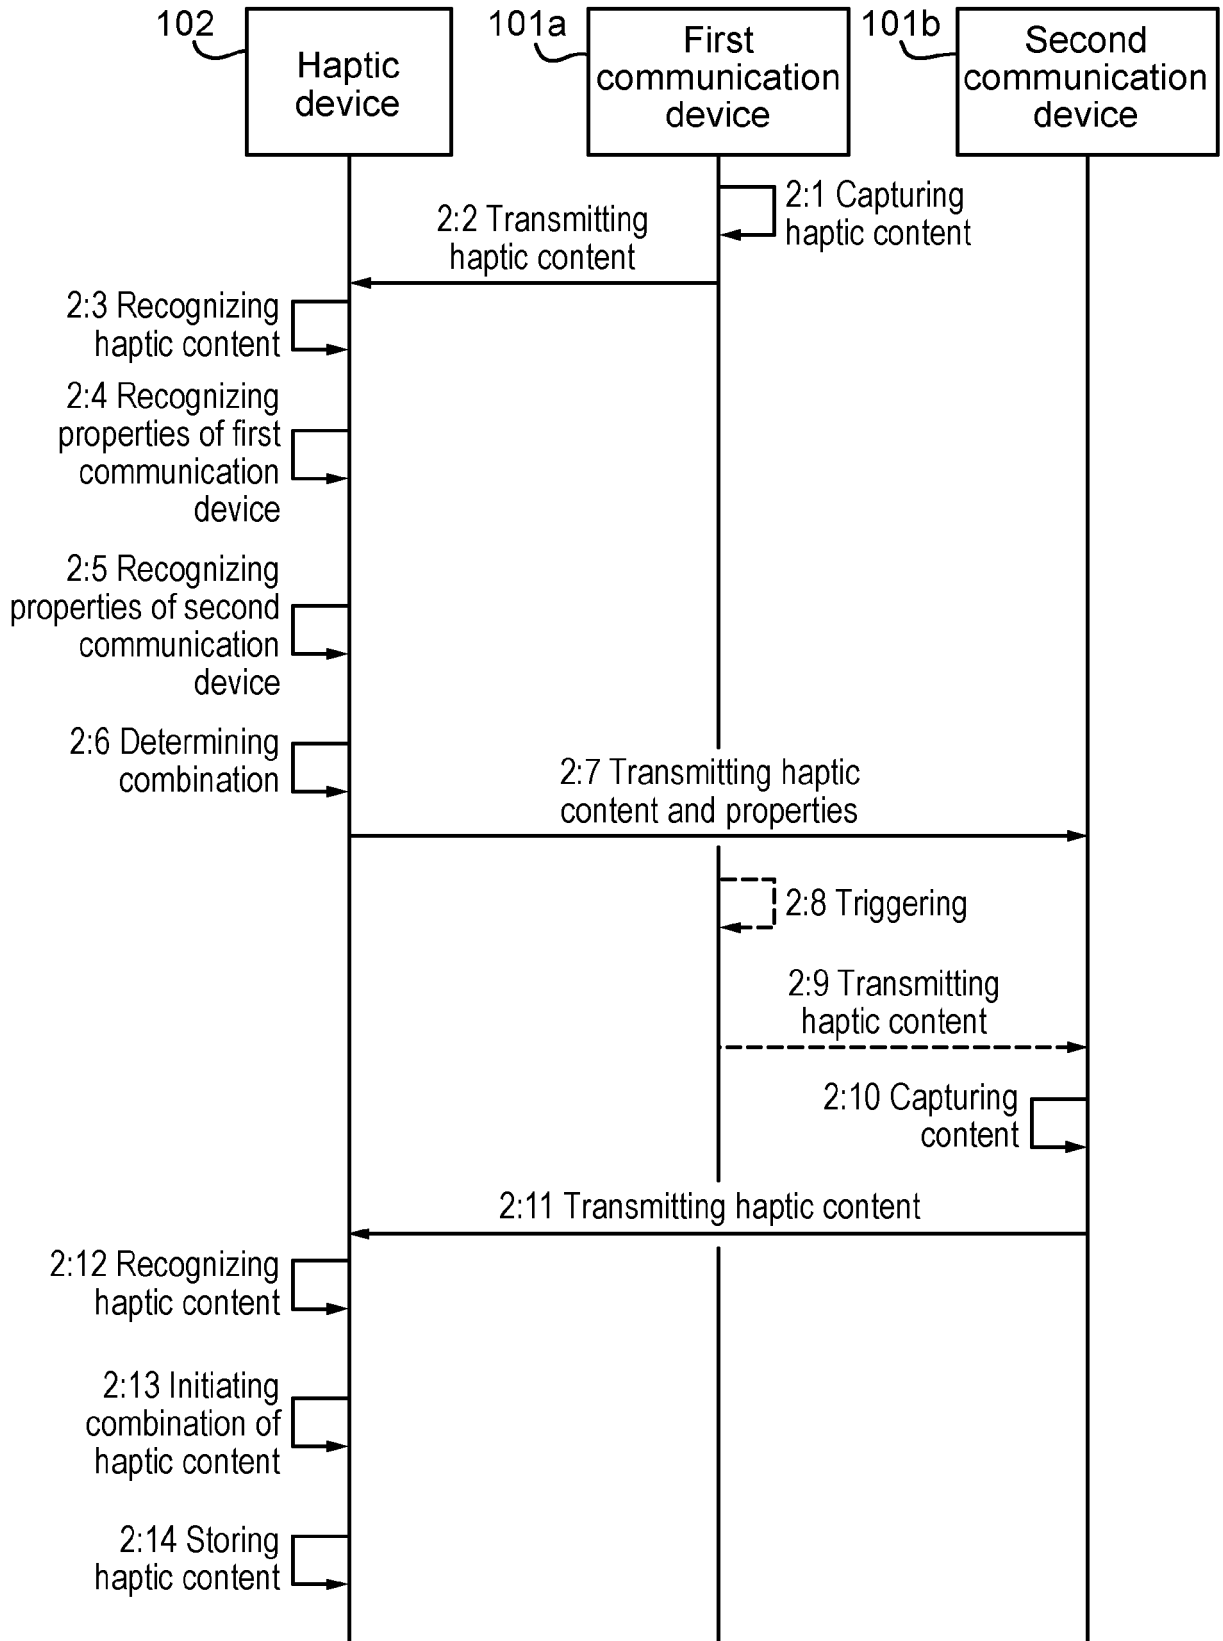 102
Haptic
device
101a
First
communication
device
101b
Second
communication
device
2:1 Capturing
haptic content
2:2 Transmitting
haptic content
2:3 Recognizing
haptic content
2:4 Recognizing
properties of first
communication
device
2:5 Recognizing
properties of second
communication
device
2:6 Determining
combination
2:7 Transmitting haptic
content and properties
2:8 Triggering
2:9 Transmitting
haptic content
2:10 Capturing
content
2:11 Transmitting haptic content
2:12 Recognizing
haptic content
2:13 Initiating
combination of
haptic content
2:14 Storing
haptic content